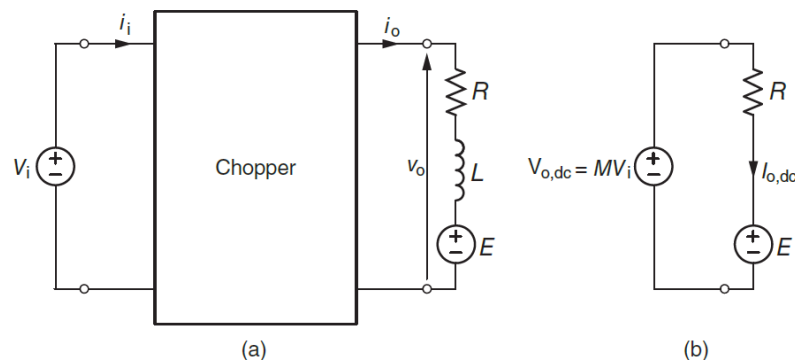 i_i
i_o
V_i
Chopper
v_o
R
L
E
(a)
V_o,dc = MV_i
R
I_o,dc
E
(b)